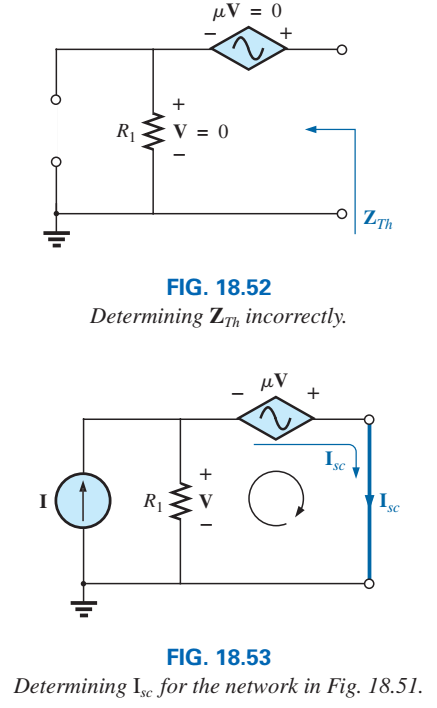 μV = 0
− +
+
R1 V = 0
−
ZTh
FIG. 18.52
Determining ZTh incorrectly.
μV
− +
Isc
+
I R1 V Isc
−
FIG. 18.53
Determining Isc for the network in Fig. 18.51.